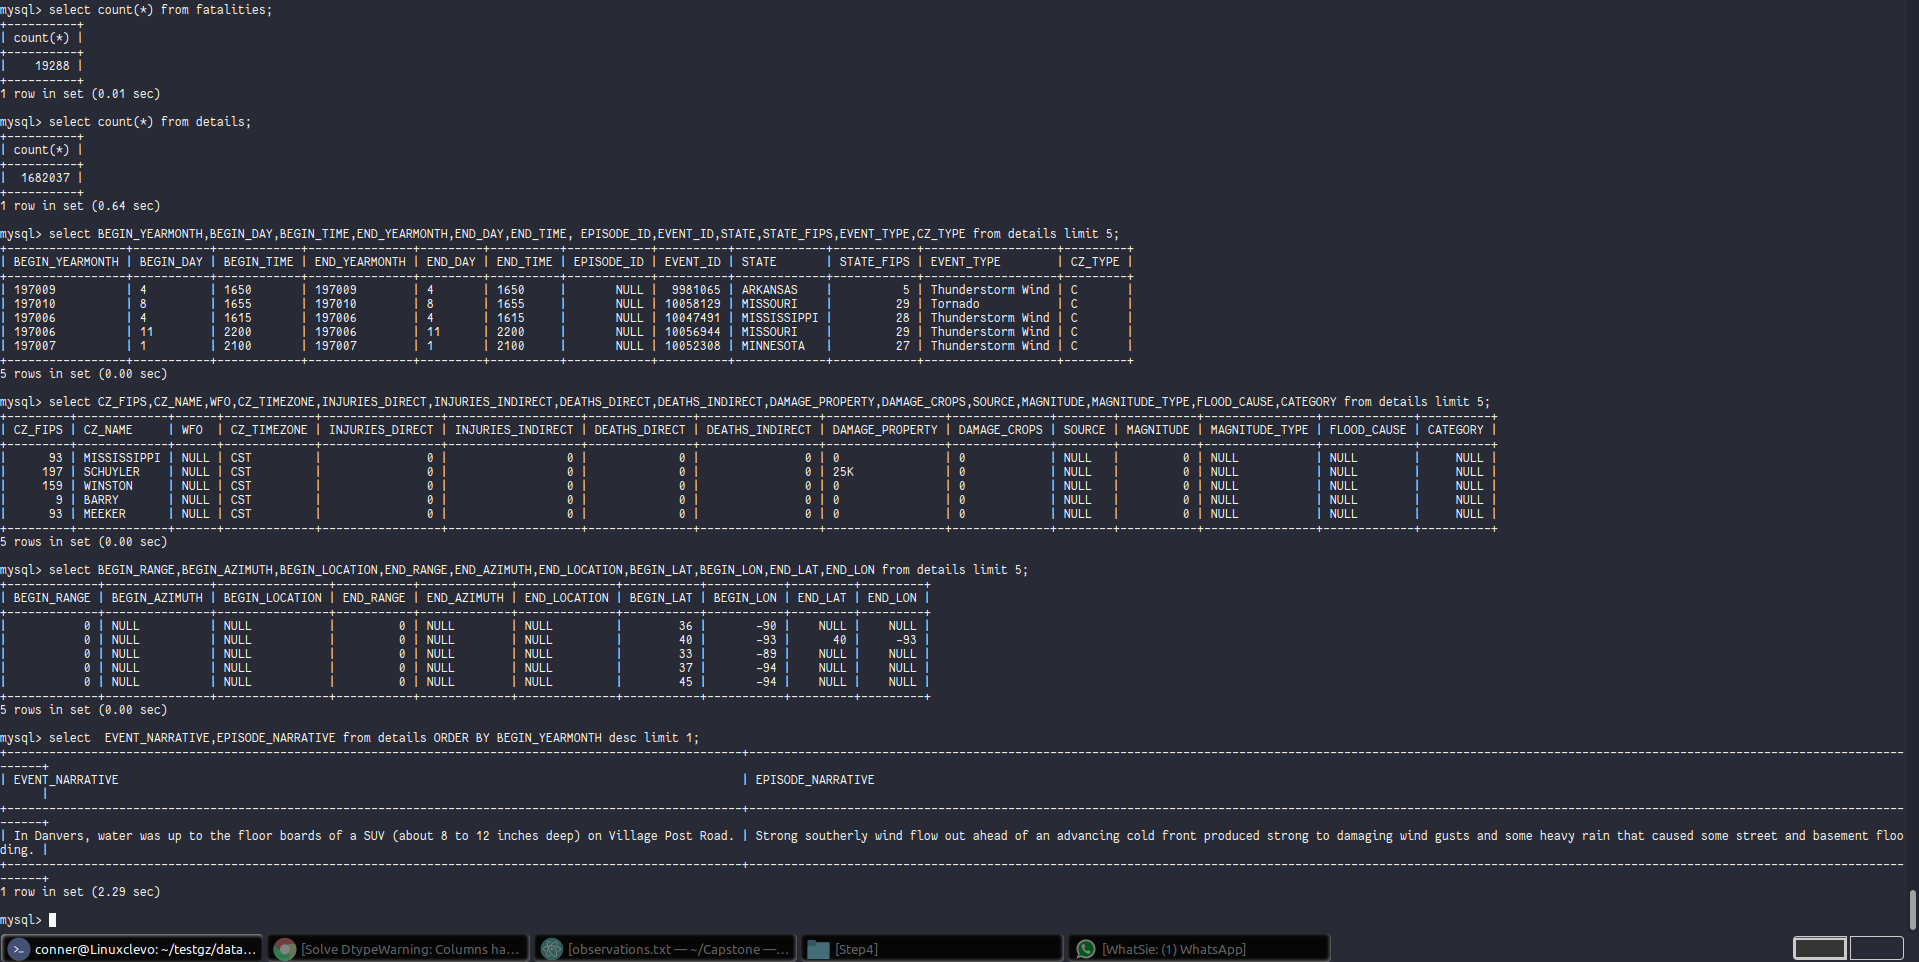 mysql> select count(*) from fatalities;
+----------+
| count(*) |
+----------+
|    19288 |
+----------+
1 row in set (0.01 sec)
mysql> select count(*) from details;
+----------+
| count(*) |
+----------+
|  1682037 |
+----------+
1 row in set (0.64 sec)
mysql> select BEGIN_YEARMONTH,BEGIN_DAY,BEGIN_TIME,END_YEARMONTH,END_DAY,END_TIME, EPISODE_ID,EVENT_ID,STATE,STATE_FIPS,EVENT_TYPE,CZ_TYPE from details limit 5;
| BEGIN_YEARMONTH | BEGIN_DAY | BEGIN_TIME | END_YEARMONTH | END_DAY | END_TIME | EPISODE_ID | EVENT_ID | STATE       | STATE_FIPS | EVENT_TYPE        | CZ_TYPE |
| 197009          | 4         | 1650       | 197009        | 4       | 1650     |       NULL |  9981065 | ARKANSAS    |          5 | Thunderstorm Wind | C       |
| 197010          | 8         | 1655       | 197010        | 8       | 1655     |       NULL | 10058129 | MISSOURI    |         29 | Tornado           | C       |
| 197006          | 4         | 1615       | 197006        | 4       | 1615     |       NULL | 10047491 | MISSISSIPPI |         28 | Thunderstorm Wind | C       |
| 197006          | 11        | 2200       | 197006        | 11      | 2200     |       NULL | 10056944 | MISSOURI    |         29 | Thunderstorm Wind | C       |
| 197007          | 1         | 2100       | 197007        | 1       | 2100     |       NULL | 10052308 | MINNESOTA   |         27 | Thunderstorm Wind | C       |
5 rows in set (0.00 sec)
mysql> select CZ_FIPS,CZ_NAME,WFO,CZ_TIMEZONE,INJURIES_DIRECT,INJURIES_INDIRECT,DEATHS_DIRECT,DEATHS_INDIRECT,DAMAGE_PROPERTY,DAMAGE_CROPS,SOURCE,MAGNITUDE,MAGNITUDE_TYPE,FLOOD_CAUSE,CATEGORY from details limit 5;
| CZ_FIPS | CZ_NAME     | WFO  | CZ_TIMEZONE | INJURIES_DIRECT | INJURIES_INDIRECT | DEATHS_DIRECT | DEATHS_INDIRECT | DAMAGE_PROPERTY | DAMAGE_CROPS | SOURCE | MAGNITUDE | MAGNITUDE_TYPE | FLOOD_CAUSE | CATEGORY |
|      93 | MISSISSIPPI | NULL | CST         |               0 |                 0 |             0 |               0 | 0               | 0            | NULL   |         0 | NULL           | NULL        |     NULL |
|     197 | SCHUYLER    | NULL | CST         |               0 |                 0 |             0 |               0 | 25K             | 0            | NULL   |         0 | NULL           | NULL        |     NULL |
|     159 | WINSTON     | NULL | CST         |               0 |                 0 |             0 |               0 | 0               | 0            | NULL   |         0 | NULL           | NULL        |     NULL |
|       9 | BARRY       | NULL | CST         |               0 |                 0 |             0 |               0 | 0               | 0            | NULL   |         0 | NULL           | NULL        |     NULL |
|      93 | MEEKER      | NULL | CST         |               0 |                 0 |             0 |               0 | 0               | 0            | NULL   |         0 | NULL           | NULL        |     NULL |
5 rows in set (0.00 sec)
mysql> select BEGIN_RANGE,BEGIN_AZIMUTH,BEGIN_LOCATION,END_RANGE,END_AZIMUTH,END_LOCATION,BEGIN_LAT,BEGIN_LON,END_LAT,END_LON from details limit 5;
| BEGIN_RANGE | BEGIN_AZIMUTH | BEGIN_LOCATION | END_RANGE | END_AZIMUTH | END_LOCATION | BEGIN_LAT | BEGIN_LON | END_LAT | END_LON |
|           0 | NULL          | NULL           |         0 | NULL        | NULL         |        36 |       -90 |    NULL |    NULL |
|           0 | NULL          | NULL           |         0 | NULL        | NULL         |        40 |       -93 |      40 |     -93 |
|           0 | NULL          | NULL           |         0 | NULL        | NULL         |        33 |       -89 |    NULL |    NULL |
|           0 | NULL          | NULL           |         0 | NULL        | NULL         |        37 |       -94 |    NULL |    NULL |
|           0 | NULL          | NULL           |         0 | NULL        | NULL         |        45 |       -94 |    NULL |    NULL |
5 rows in set (0.00 sec)
mysql> select  EVENT_NARRATIVE,EPISODE_NARRATIVE from details ORDER BY BEGIN_YEARMONTH desc limit 1;
| EVENT_NARRATIVE | EPISODE_NARRATIVE
|
| In Danvers, water was up to the floor boards of a SUV (about 8 to 12 inches deep) on Village Post Road. | Strong southerly wind flow out ahead of an advancing cold front produced strong to damaging wind gusts and some heavy rain that caused some street and basement floo
ding. |
1 row in set (2.29 sec)
mysql>
conner@Linuxclevo: ~/testgz/data...
[Solve DtypeWarning: Columns ha...
[observations.txt — ~/Capstone —...
[Step4]
[WhatSie: (1) WhatsApp]